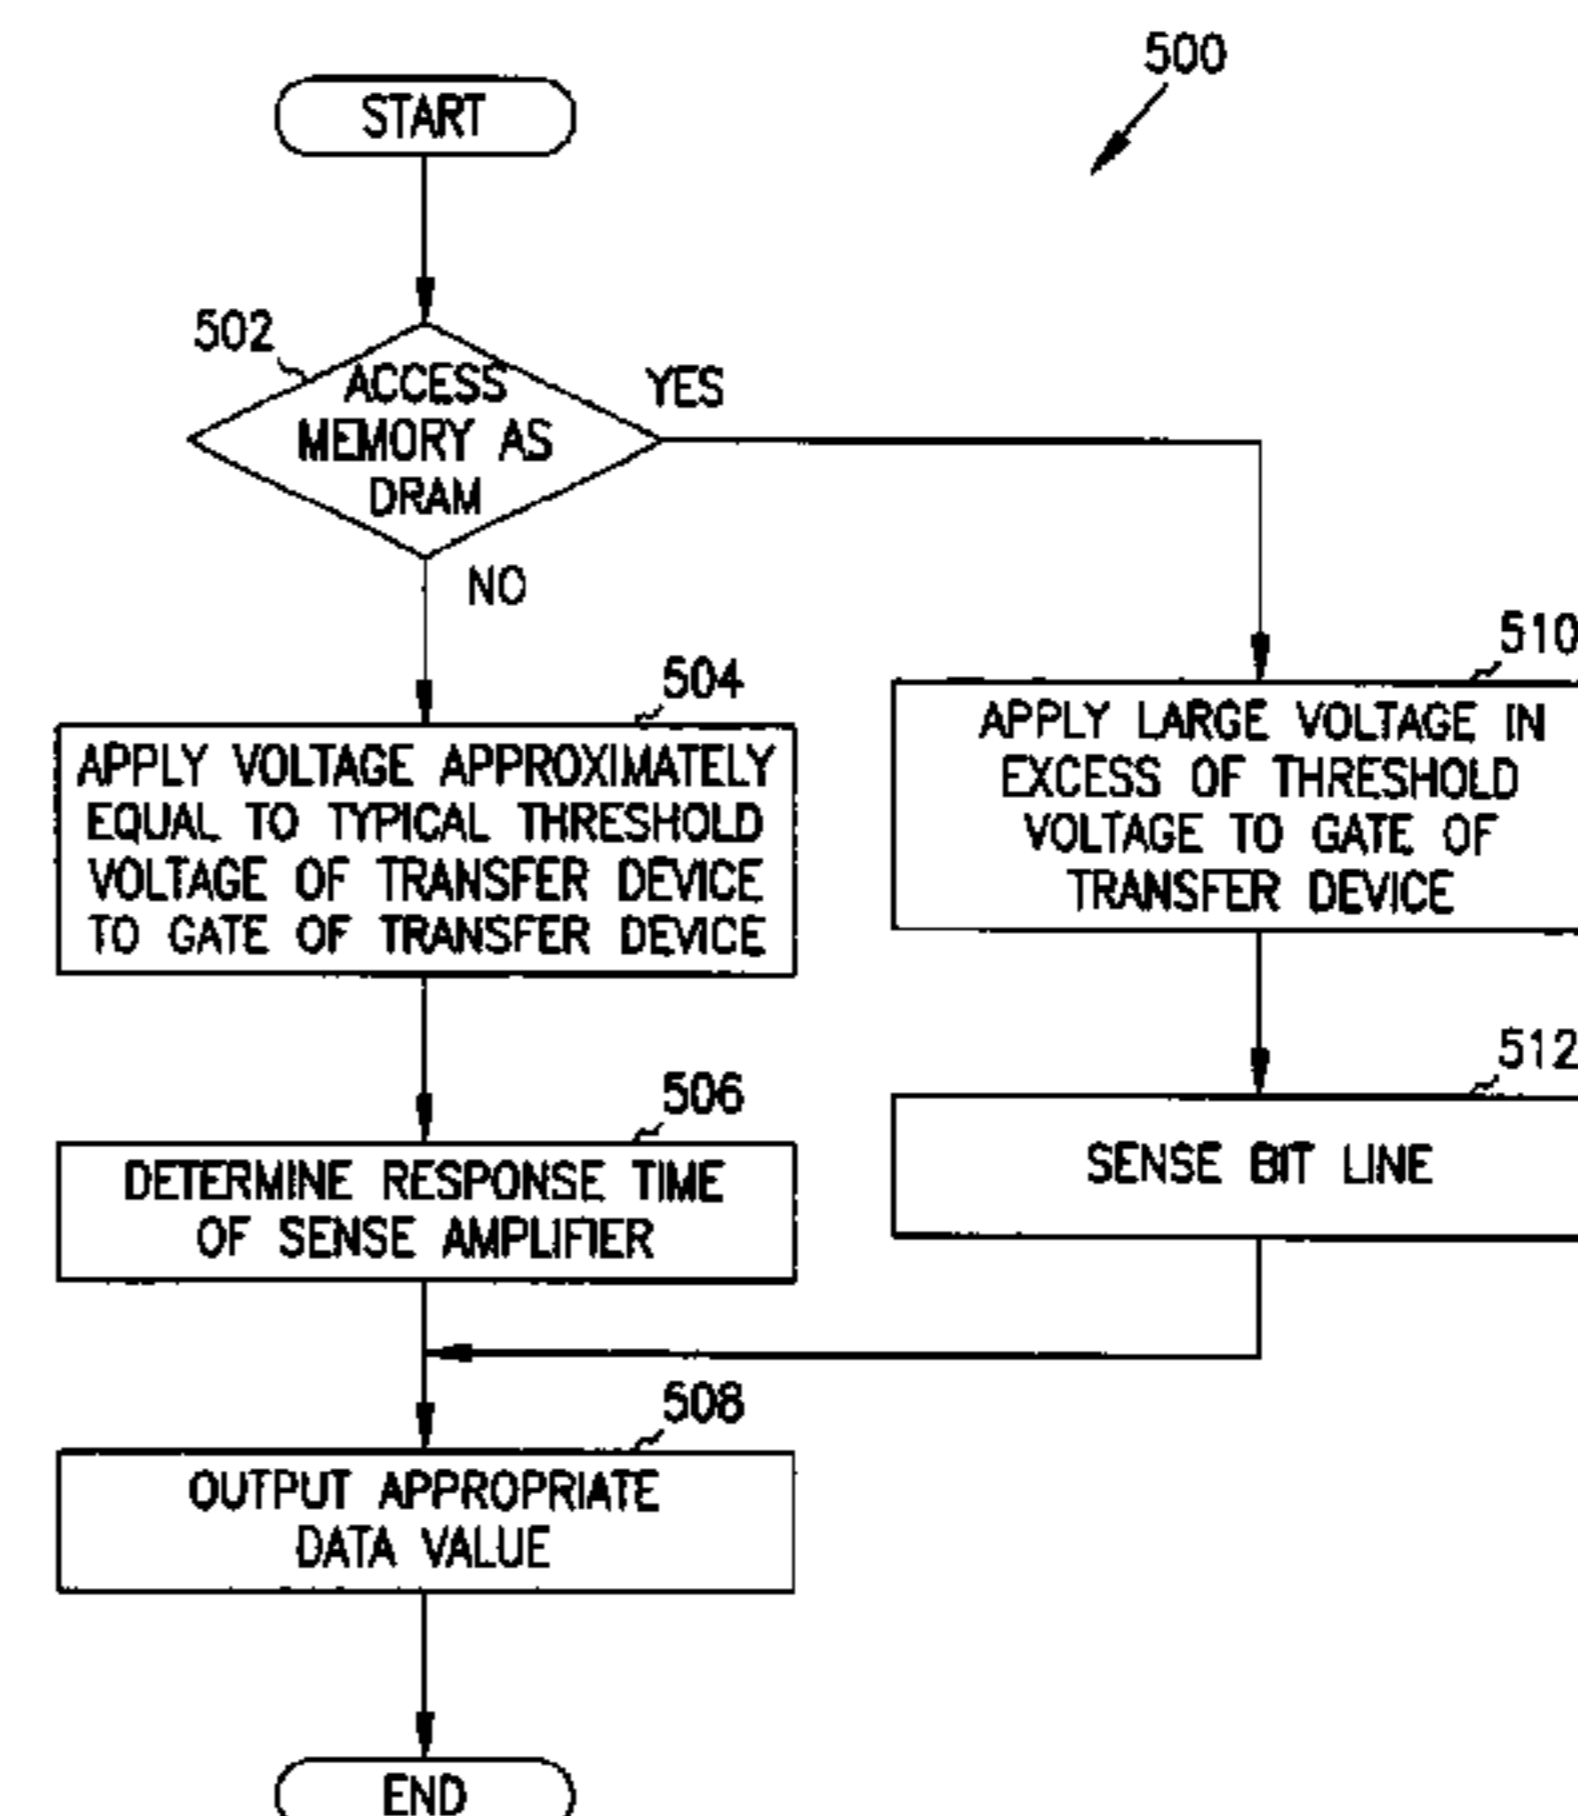 500
START
502
ACCESS
MEMORY AS
DRAM
YES
NO
504
APPLY VOLTAGE APPROXIMATELY
EQUAL TO TYPICAL THRESHOLD
VOLTAGE OF TRANSFER DEVICE
TO GATE OF TRANSFER DEVICE
510
APPLY LARGE VOLTAGE IN
EXCESS OF THRESHOLD
VOLTAGE TO GATE OF
TRANSFER DEVICE
506
DETERMINE RESPONSE TIME
OF SENSE AMPLIFIER
512
SENSE BIT LINE
508
OUTPUT APPROPRIATE
DATA VALUE
END